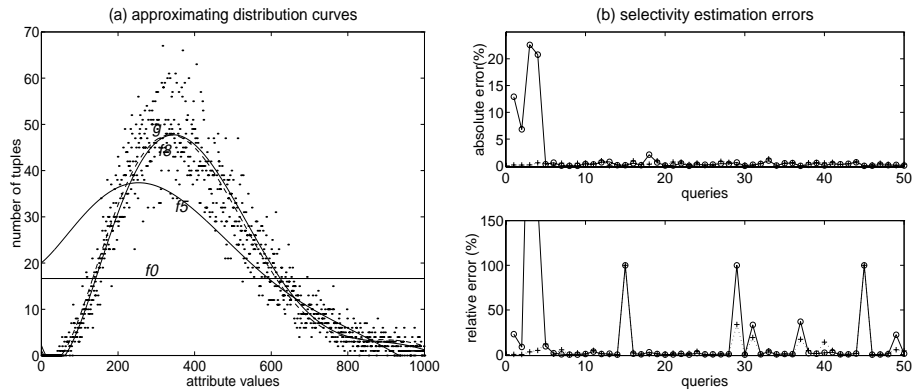 (a) approximating distribution curves
70
60
50
40
30
20
10
0
number of tuples
g
f8
f5
f0
0 200 400 600 800 1000
attribute values
(b) selectivity estimation errors
20
15
10
5
0
absolute error(%)
0 10 20 30 40 50
queries
150
100
50
0
relative error (%)
0 10 20 30 40 50
queries